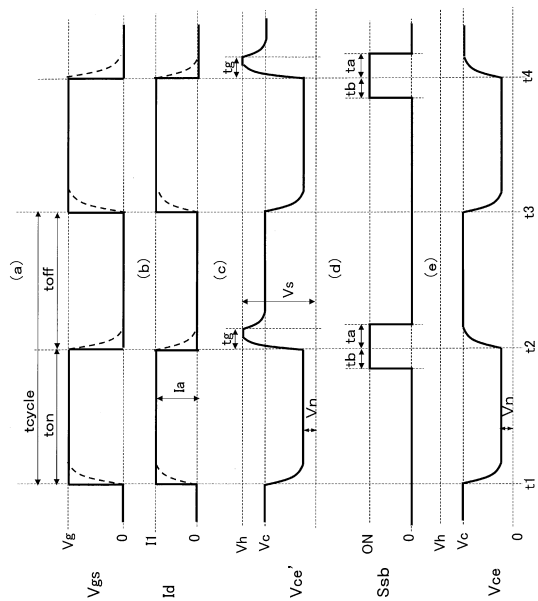 (a)
tcycle
ton
toff
Vg
0
Vgs
(b)
I1
Ia
0
Id
(c)
tg
tg
Vh
Vc
Vs
Vn
Vce'
(d)
tb
ta
tb
ta
ON
0
Ssb
(e)
Vh
Vc
Vn
0
Vce
t1
t2
t3
t4